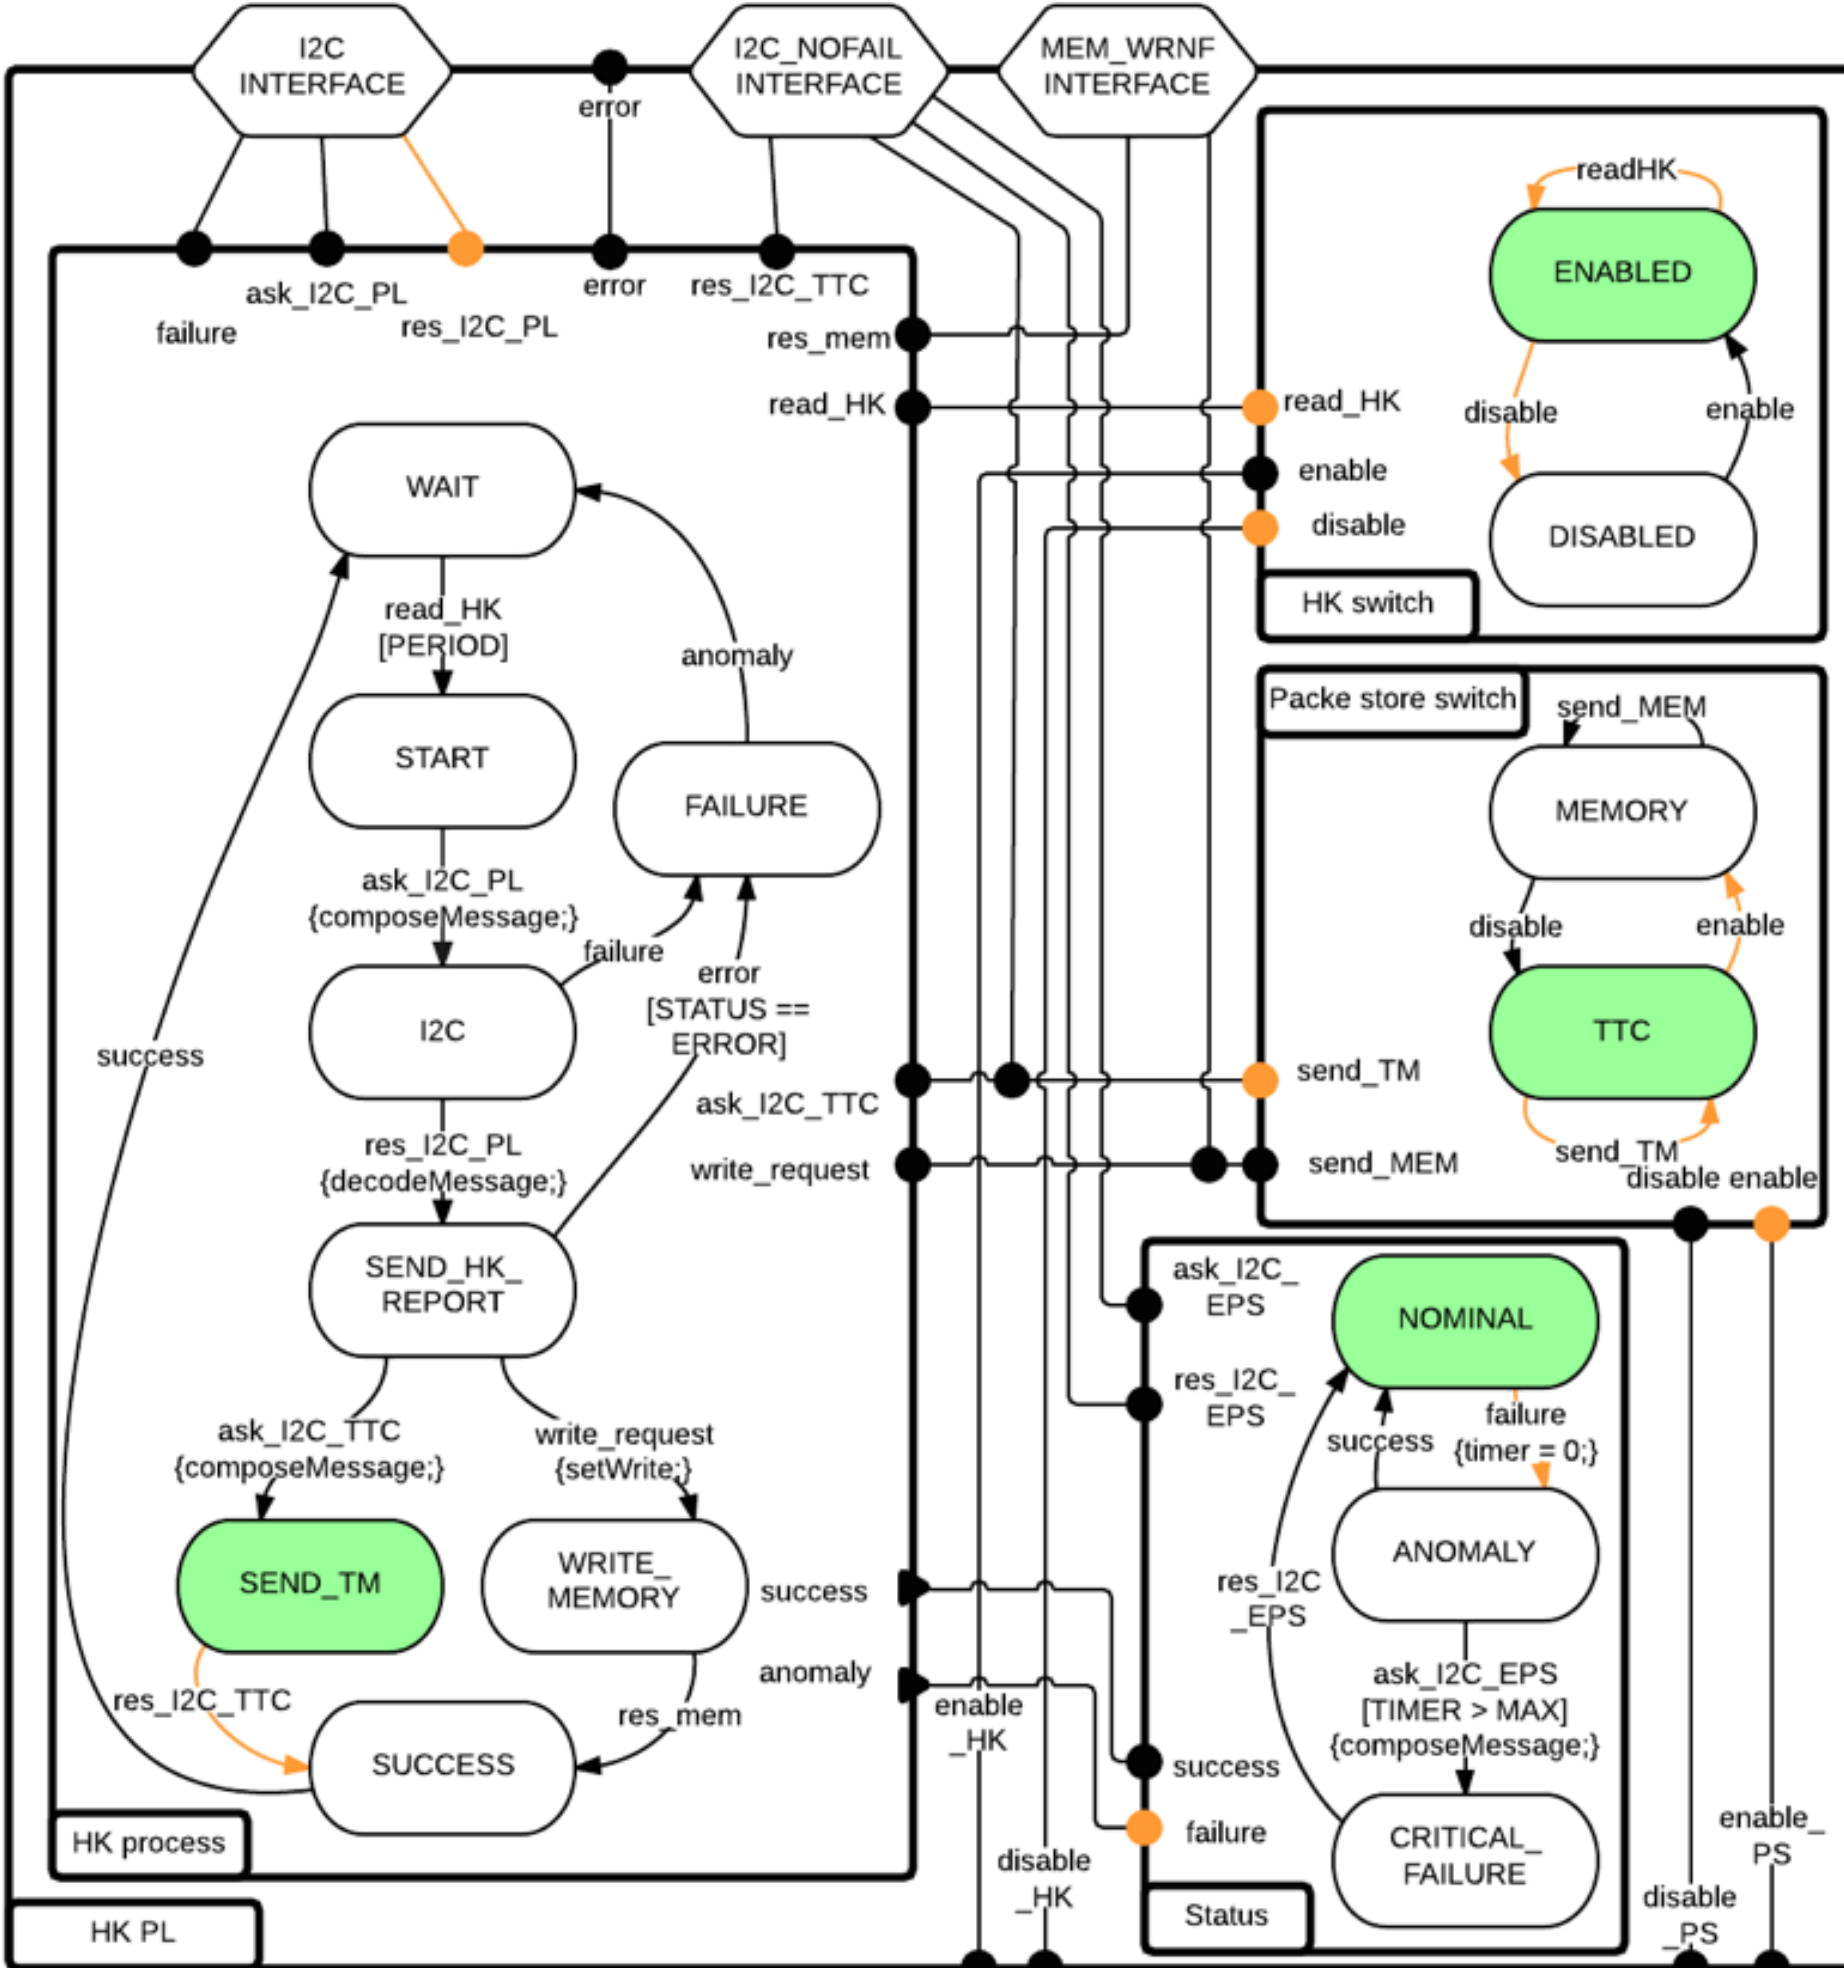 I2C
INTERFACE
error
I2C_NOFAIL
INTERFACE
MEM_WRNF
INTERFACE
failure
ask_I2C_PL
res_I2C_PL
error
res_I2C_TTC
res_mem
read_HK
WAIT
read_HK
[PERIOD]
START
anomaly
FAILURE
ask_I2C_PL
{composeMessage;}
failure
error
[STATUS ==
ERROR]
I2C
success
res_I2C_PL
{decodeMessage;}
ask_I2C_TTC
write_request
SEND_HK_
REPORT
ask_I2C_TTC
{composeMessage;}
write_request
{setWrite;}
SEND_TM
WRITE_
MEMORY
success
anomaly
res_I2C_TTC
res_mem
SUCCESS
HK process
HK PL
readHK
ENABLED
read_HK
disable
enable
enable
disable
DISABLED
HK switch
Packe store switch
send_MEM
MEMORY
disable
enable
TTC
send_TM
send_TM
send_MEM
disable enable
ask_I2C_
EPS
NOMINAL
res_I2C_
EPS
failure
{timer = 0;}
success
ANOMALY
res_I2C
_EPS
ask_I2C_EPS
[TIMER > MAX]
{composeMessage;}
success
failure
CRITICAL_
FAILURE
Status
enable
_HK
disable
_HK
disable
_PS
enable_
PS